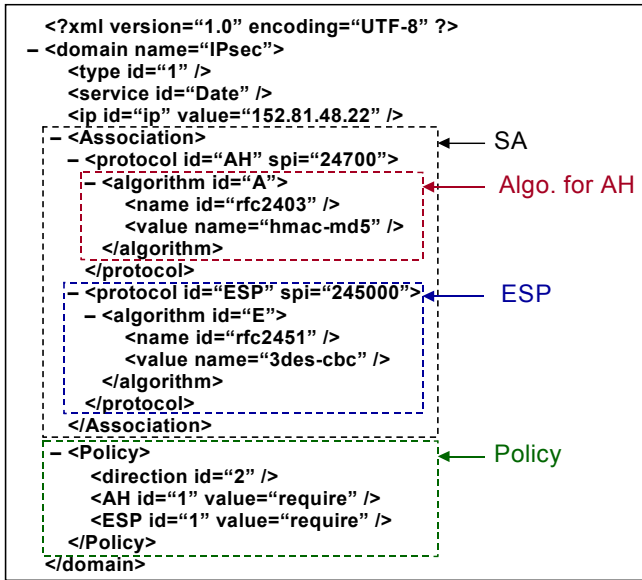 <?xml version=“1.0” encoding=“UTF-8” ?>
– <domain name=“IPsec”>
<type id=“1” />
<service id=“Date” />
<ip id=“ip” value=“152.81.48.22” />
– <Association>
SA
– <protocol id=“AH” spi=“24700”>
– <algorithm id=“A”>
Algo. for AH
<name id=“rfc2403” />
<value name=“hmac-md5” />
</algorithm>
</protocol>
– <protocol id=“ESP” spi=“245000”>
ESP
– <algorithm id=“E”>
<name id=“rfc2451” />
<value name=“3des-cbc” />
</algorithm>
</protocol>
</Association>
– <Policy>
Policy
<direction id=“2” />
<AH id=“1” value=“require” />
<ESP id=“1” value=“require” />
</Policy>
</domain>